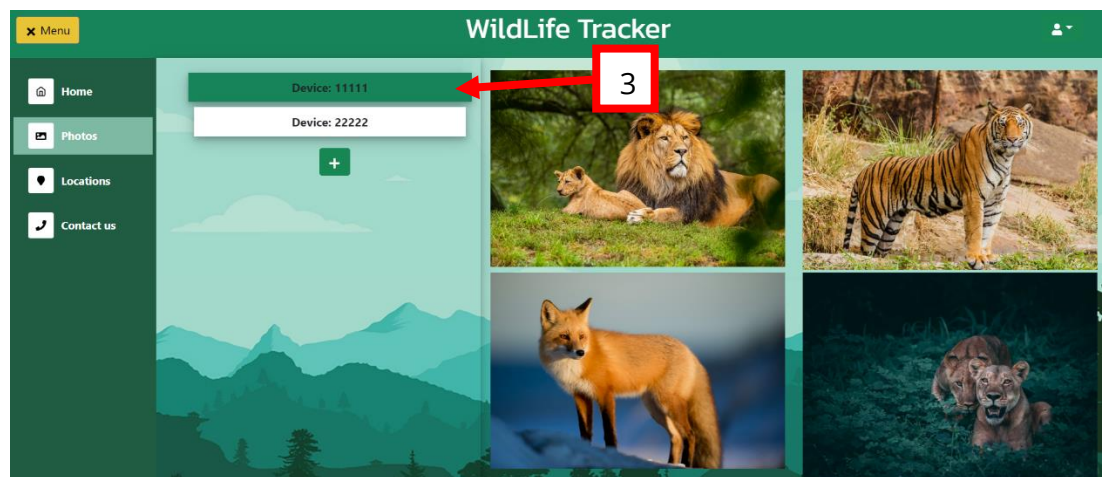 Menu
WildLife Tracker
Home
Photos
Locations
Contact us
Device: 11111
Device: 22222
+
3